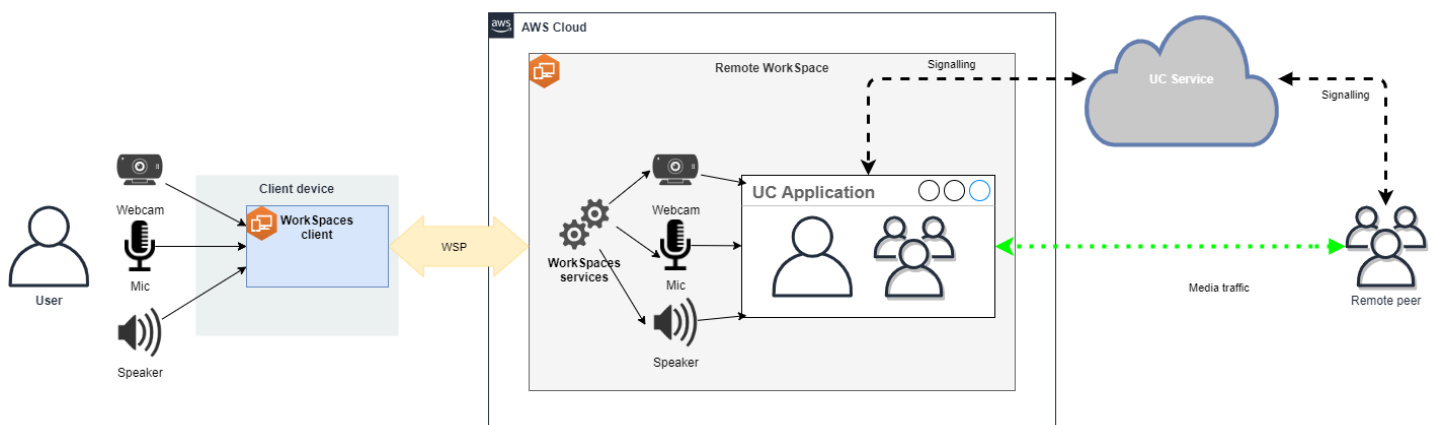 aws
AWS Cloud
Remote WorkSpace
Signalling
UC Service
Signalling
Client device
WorkSpaces
client
Webcam
Mic
Speaker
User
WSP
WorkSpaces
services
Webcam
Mic
Speaker
UC Application
Media traffic
Remote peer